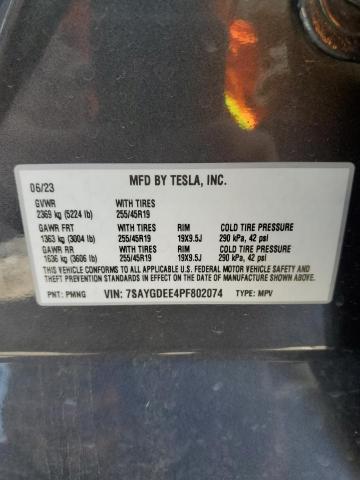 MFD BY TESLA, INC.
06/23
GVWR WITH TIRES
2369 kg (5224 lb) 255/45R19
GAWR FRT WITH TIRES RIM COLD TIRE PRESSURE
1363 kg (3004 lb) 255/45R19 19X9.5J 290 kPa, 42 psi
GAWR RR WITH TIRES RIM COLD TIRE PRESSURE
1636 kg (3606 lb) 255/45R19 19X9.5J 290 kPa, 42 psi
THIS VEHICLE CONFORMS TO ALL APPLICABLE U.S. FEDERAL MOTOR VEHICLE SAFETY AND
THEFT PREVENTION STANDARDS IN EFFECT ON THE DATE OF MANUFACTURE SHOWN ABOVE.
PNT: PMNG VIN: 7SAYGDEE4PF802074 TYPE: MPV